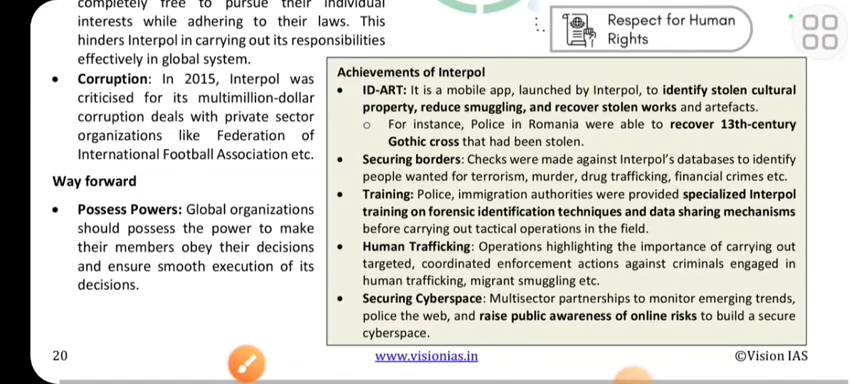 completely free to pursue their individual
interests while adhering to their laws. This
hinders Interpol in carrying out its responsibilities
effectively in global system.
• Corruption: In 2015, Interpol was
criticised for its multimillion-dollar
corruption deals with private sector
organizations like Federation of
International Football Association etc.
Way forward
• Possess Powers: Global organizations
should possess the power to make
their members obey their decisions
and ensure smooth execution of its
decisions.
Respect for Human
Rights
Achievements of Interpol
• ID-ART: It is a mobile app, launched by Interpol, to identify stolen cultural
property, reduce smuggling, and recover stolen works and artefacts.
o For instance, Police in Romania were able to recover 13th-century
Gothic cross that had been stolen.
• Securing borders: Checks were made against Interpol's databases to identify
people wanted for terrorism, murder, drug trafficking, financial crimes etc.
• Training: Police, immigration authorities were provided specialized Interpol
training on forensic identification techniques and data sharing mechanisms
before carrying out tactical operations in the field.
• Human Trafficking: Operations highlighting the importance of carrying out
targeted, coordinated enforcement actions against criminals engaged in
human trafficking, migrant smuggling etc.
• Securing Cyberspace: Multisector partnerships to monitor emerging trends,
police the web, and raise public awareness of online risks to build a secure
cyberspace.
20
www.visionias.in
©Vision IAS